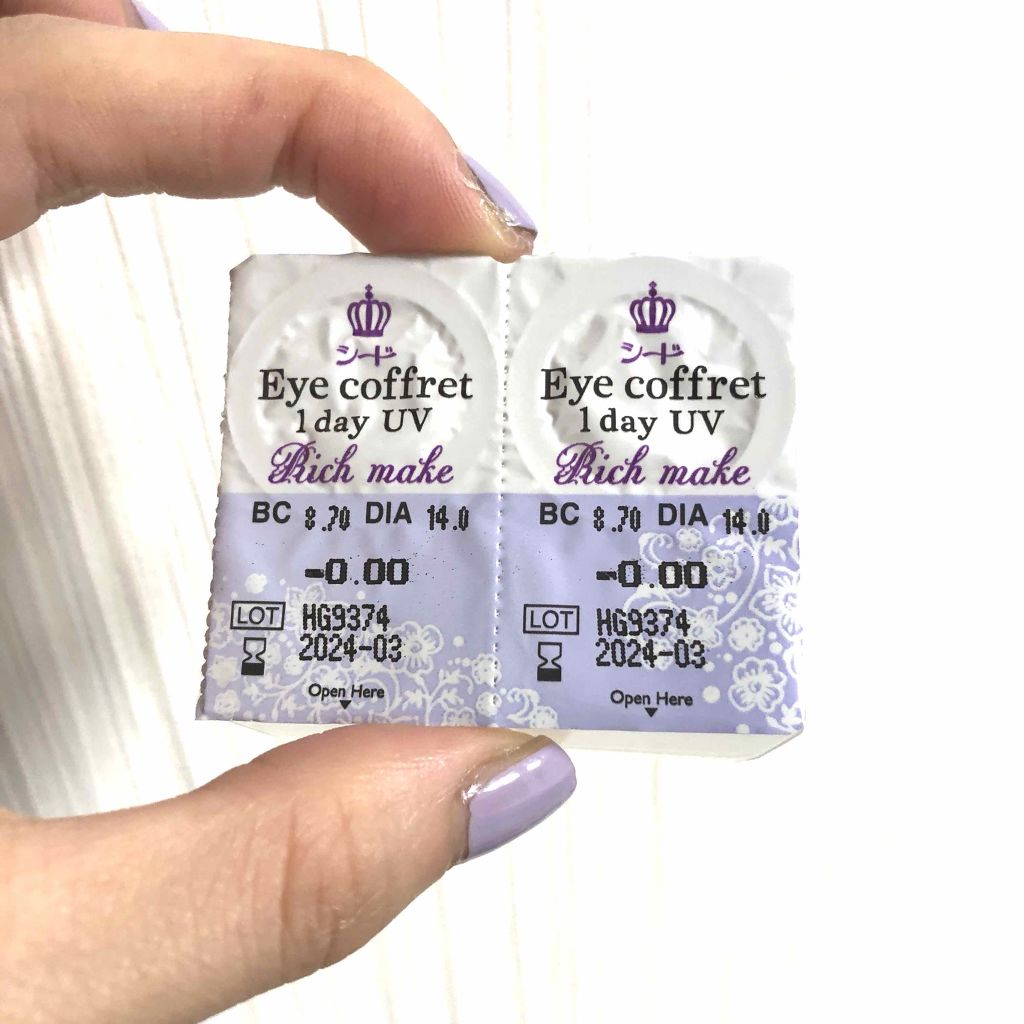 シード
Eye coffret
1 day UV
Rich make
BC 8.70 DIA 14.0
-0.00
LOT HG9374
2024-03
Open Here
シード
Eye coffret
1 day UV
Rich make
BC 8.70 DIA 14.0
-0.00
LOT HG9374
2024-03
Open Here